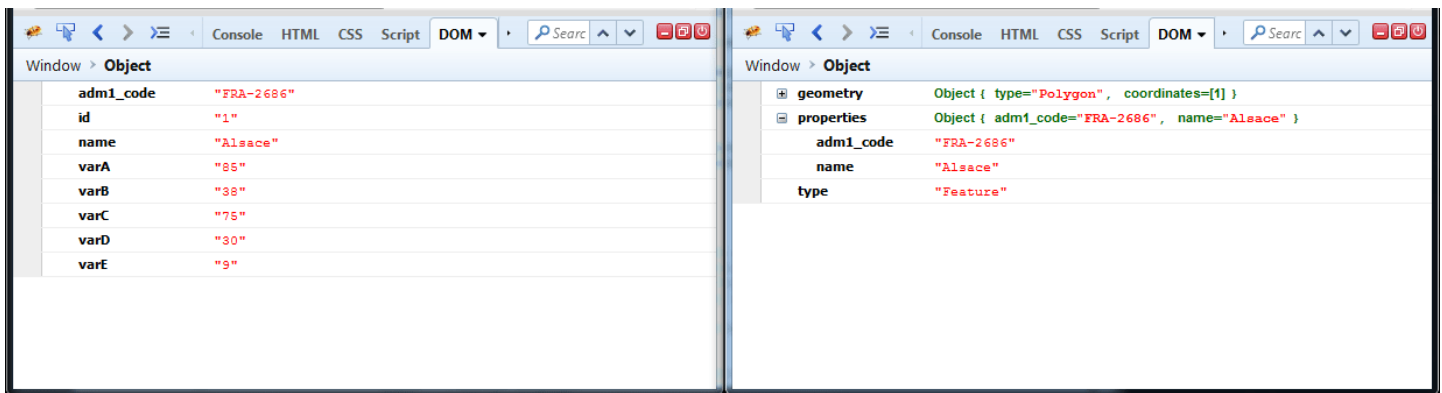 Console HTML CSS Script DOM Searc
Window > Object
adm1_code "FRA-2686"
id "1"
name "Alsace"
varA "85"
varB "38"
varC "75"
varD "30"
varE "9"
Console HTML CSS Script DOM Searc
Window > Object
geometry Object { type="Polygon", coordinates=[1] }
properties Object { adm1_code="FRA-2686", name="Alsace" }
adm1_code "FRA-2686"
name "Alsace"
type "Feature"